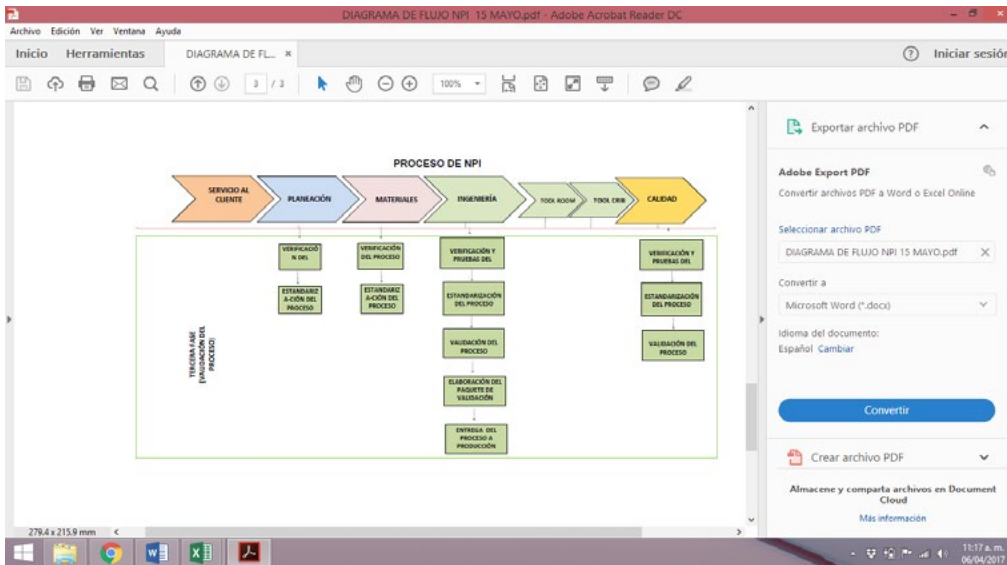 DIAGRAMA DE FLUJO NPI 15 MAYO.pdf - Adobe Acrobat Reader DC
Archivo Edición Ver Ventana Ayuda
Inicio Herramientas DIAGRAMA DE FL... × Iniciar sesión
3 / 3 100%
Exportar archivo PDF
Adobe Export PDF
Convertir archivos PDF a Word o Excel Online
Seleccionar archivo PDF
DIAGRAMA DE FLUJO NPI 15 MAYO.pdf
Convertir a
Microsoft Word (*.docx)
Idioma del documento:
Español Cambiar
Convertir
Crear archivo PDF
Almacene y comparta archivos en Document
Cloud
Más información
PROCESO DE NPI
SERVICIO AL
CLIENTE
PLANEACIÓN
MATERIALES
INGENIERÍA
TOOL ROOM
TOOL CRIB
CALIDAD
TERCERA FASE
(VALIDACIÓN DEL
PROCESO)
VERIFICACIÓ
N DEL
ESTANDARIZ
A-CIÓN DEL
PROCESO
VERIFICACIÓN
DEL PROCESO
ESTANDARIZ
A-CIÓN DEL
PROCESO
VERIFICACIÓN Y
PRUEBAS DEL
ESTANDARIZACIÓN
DEL PROCESO
VALIDACIÓN DEL
PROCESO
ELABORACIÓN DEL
PAQUETE DE
VALIDACIÓN
ENTREGA DEL
PROCESO A
PRODUCCIÓN
VERIFICACIÓN Y
PRUEBAS DEL
ESTANDARIZACIÓN
DEL PROCESO
VALIDACIÓN DEL
PROCESO
279.4 x 215.9 mm
11:17 a. m.
06/04/2017